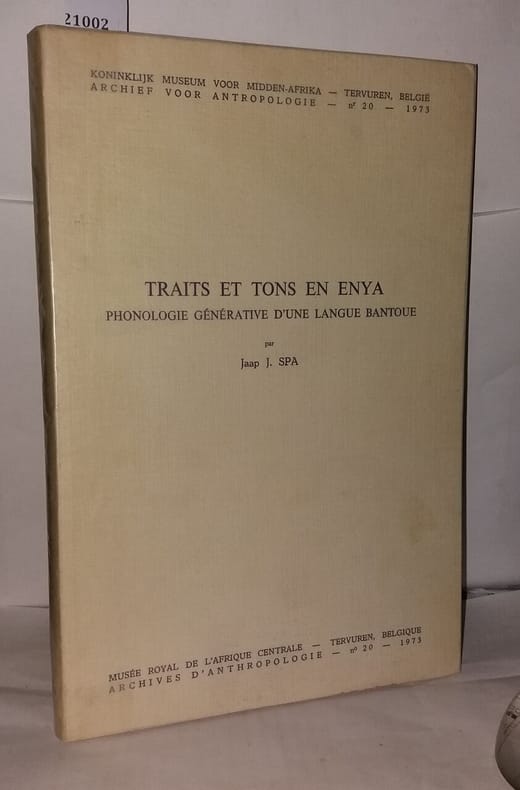 21002
KONINKLIJK MUSEUM VOOR MIDDEN-AFRIKA — TERVUREN, BELGIË
ARCHIEF VOOR ANTROPOLOGIE — nr 20 — 1973
TRAITS ET TONS EN ENYA
PHONOLOGIE GÉNÉRATIVE D'UNE LANGUE BANTOUE
par
Jaap J. SPA
MUSÉE ROYAL DE L'AFRIQUE CENTRALE — TERVUREN, BELGIQUE
ARCHIVES D'ANTHROPOLOGIE — nº 20 — 1973